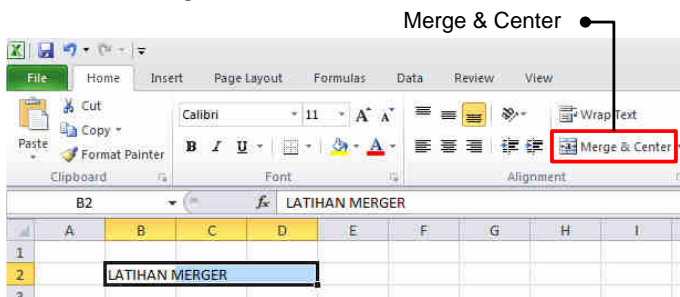 Merge & Center
File Home Insert Page Layout Formulas Data Review View
Paste
Cut
Copy
Format Painter
Clipboard
Calibri 11 A A
B I U A
Font
Wrap Text
Merge & Center
Alignment
B2 fx LATIHAN MERGER
A B C D E F G H I
1
2 LATIHAN MERGER
3